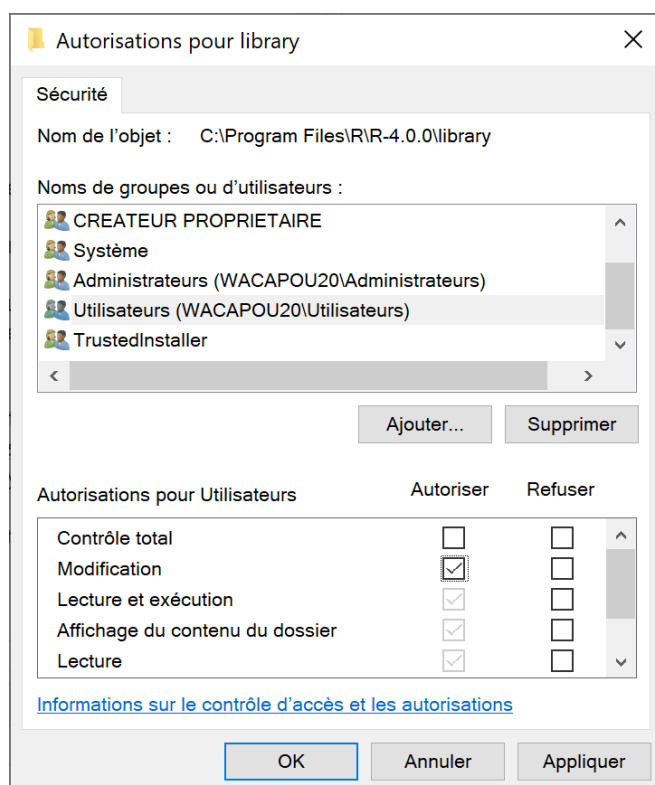 Autorisations pour library
Sécurité
Nom de l'objet : C:\Program Files\R\R-4.0.0\library
Noms de groupes ou d'utilisateurs :
CREATEUR PROPRIETAIRE
Système
Administrateurs (WACAPOU20\Administrateurs)
Utilisateurs (WACAPOU20\Utilisateurs)
TrustedInstaller
Ajouter... Supprimer
Autorisations pour Utilisateurs Autoriser Refuser
Contrôle total
Modification
Lecture et exécution
Affichage du contenu du dossier
Lecture
Informations sur le contrôle d'accès et les autorisations
OK Annuler Appliquer